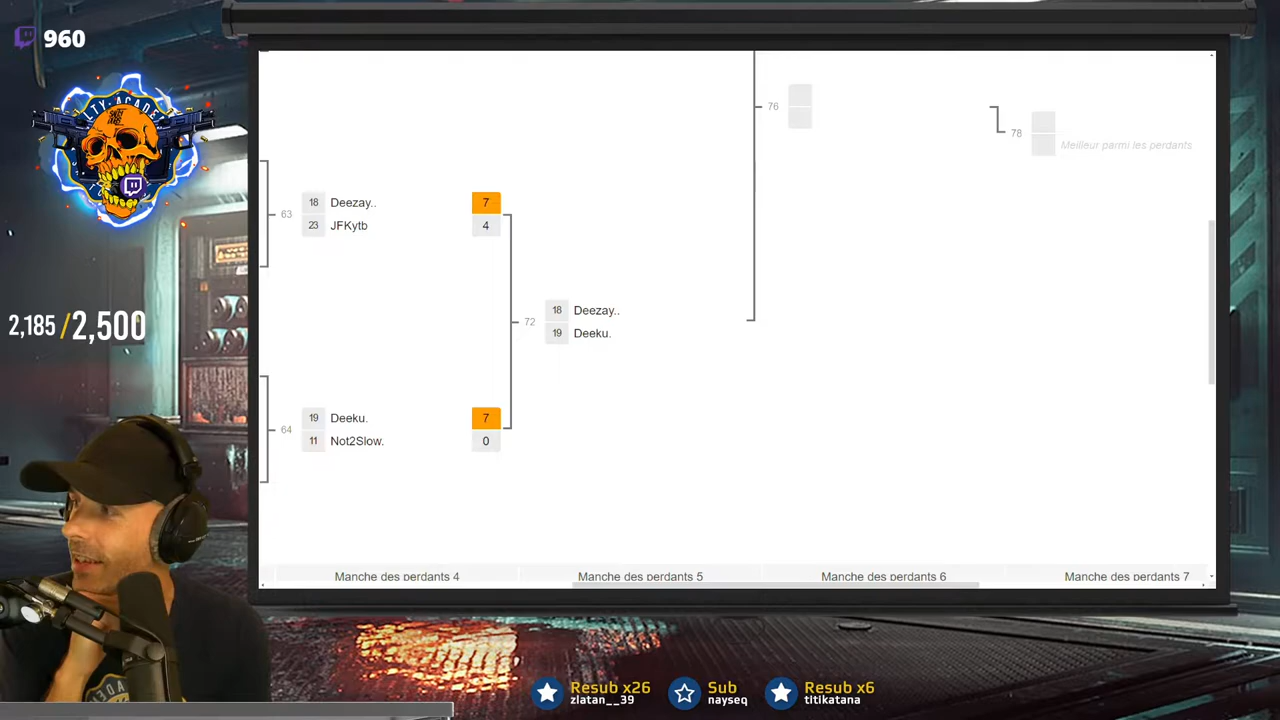 960
2,185 /2,500
76
78
Meilleur parmi les perdants
63
18 Deezay.. 7
23 JFKytb 4
72
18 Deezay..
19 Deeku.
64
19 Deeku. 7
11 Not2Slow. 0
Manche des perdants 4
Manche des perdants 5
Manche des perdants 6
Manche des perdants 7
Resub x26
zlatan__39
Sub
nayseq
Resub x6
titikatana